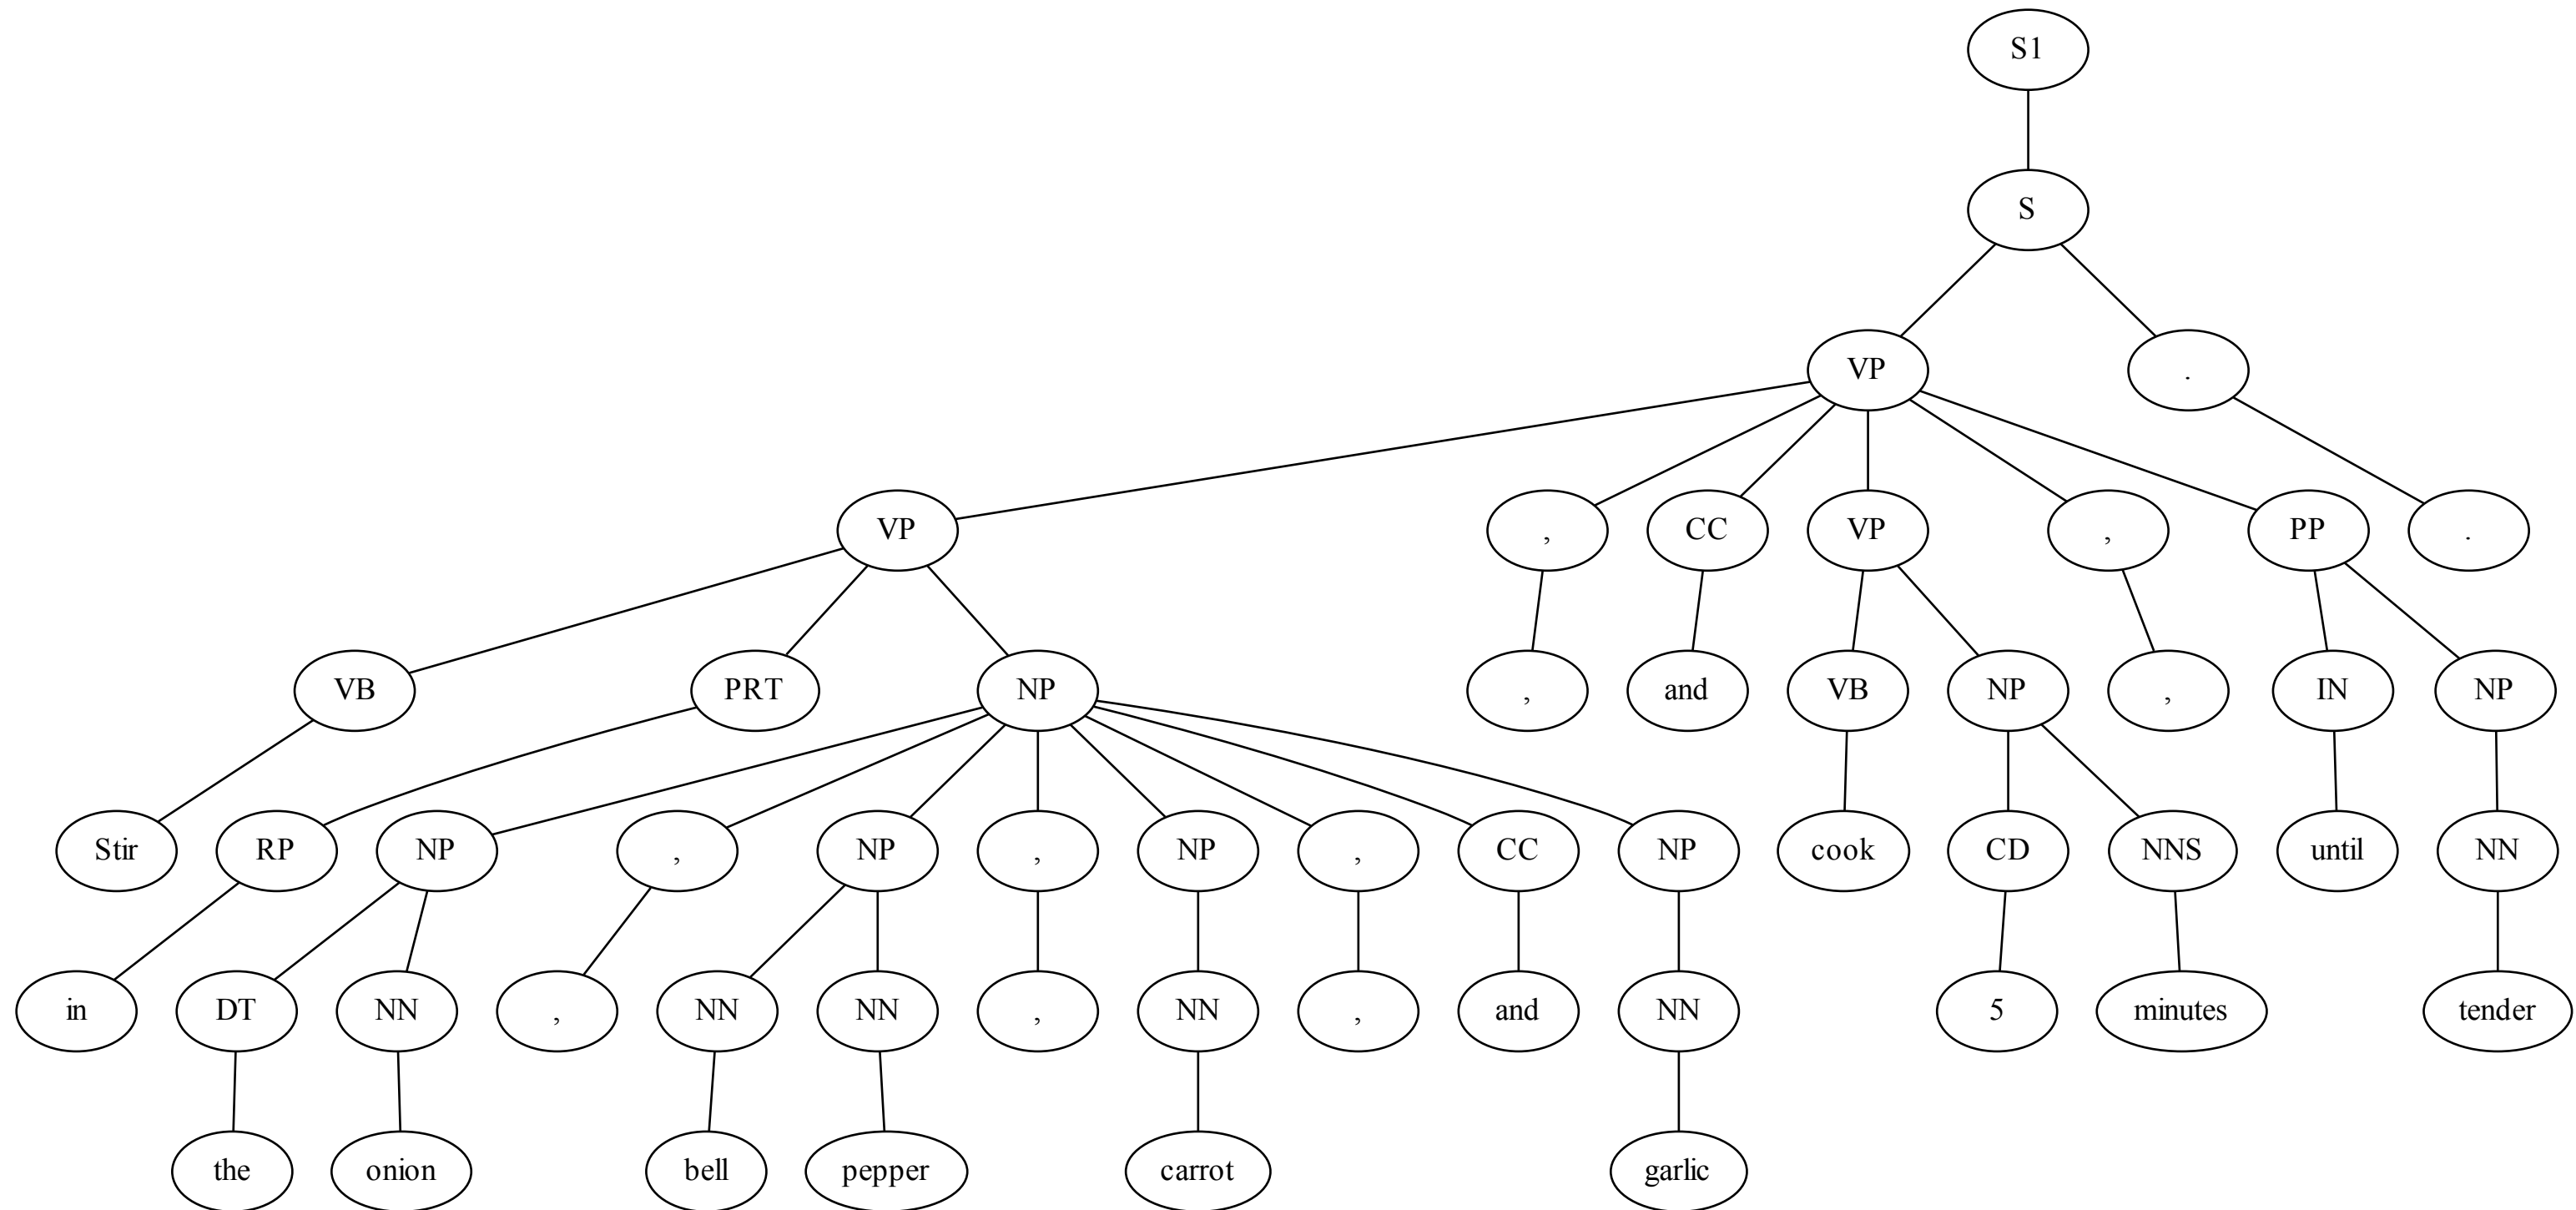 S1
S
VP .
VP , CC VP , PP .
VB PRT NP , and VB NP , IN NP
Stir RP NP , NP , NP , CC NP cook CD NNS until NN
in DT NN , NN NN , NN , and NN 5 minutes tender
the onion bell pepper carrot garlic